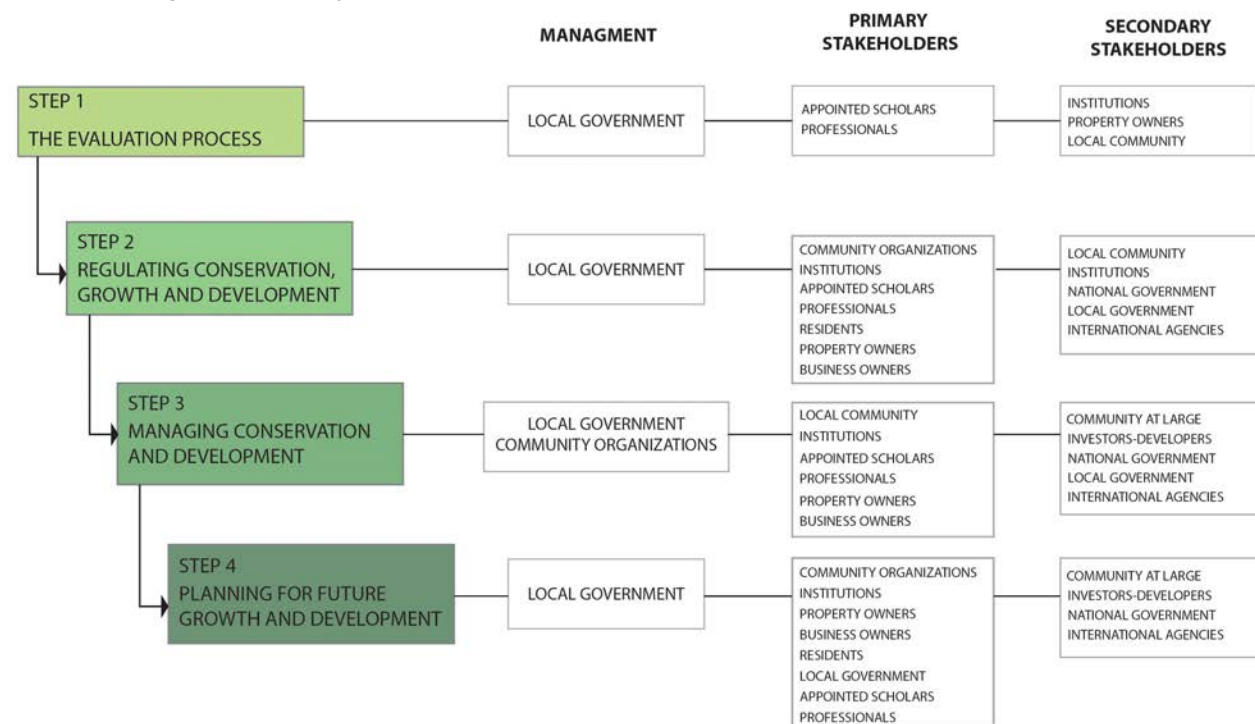 MANAGMENT
PRIMARY
STAKEHOLDERS
SECONDARY
STAKEHOLDERS
STEP 1
THE EVALUATION PROCESS
LOCAL GOVERNMENT
APPOINTED SCHOLARS
PROFESSIONALS
INSTITUTIONS
PROPERTY OWNERS
LOCAL COMMUNITY
STEP 2
REGULATING CONSERVATION,
GROWTH AND DEVELOPMENT
LOCAL GOVERNMENT
COMMUNITY ORGANIZATIONS
INSTITUTIONS
APPOINTED SCHOLARS
PROFESSIONALS
RESIDENTS
PROPERTY OWNERS
BUSINESS OWNERS
LOCAL COMMUNITY
INSTITUTIONS
NATIONAL GOVERNMENT
LOCAL GOVERNMENT
INTERNATIONAL AGENCIES
STEP 3
MANAGING CONSERVATION
AND DEVELOPMENT
LOCAL GOVERNMENT
COMMUNITY ORGANIZATIONS
LOCAL COMMUNITY
INSTITUTIONS
APPOINTED SCHOLARS
PROFESSIONALS
PROPERTY OWNERS
BUSINESS OWNERS
COMMUNITY AT LARGE
INVESTORS-DEVELOPERS
NATIONAL GOVERNMENT
LOCAL GOVERNMENT
INTERNATIONAL AGENCIES
STEP 4
PLANNING FOR FUTURE
GROWTH AND DEVELOPMENT
LOCAL GOVERNMENT
COMMUNITY ORGANIZATIONS
INSTITUTIONS
PROPERTY OWNERS
BUSINESS OWNERS
RESIDENTS
LOCAL GOVERNMENT
APPOINTED SCHOLARS
PROFESSIONALS
COMMUNITY AT LARGE
INVESTORS-DEVELOPERS
NATIONAL GOVERNMENT
INTERNATIONAL AGENCIES